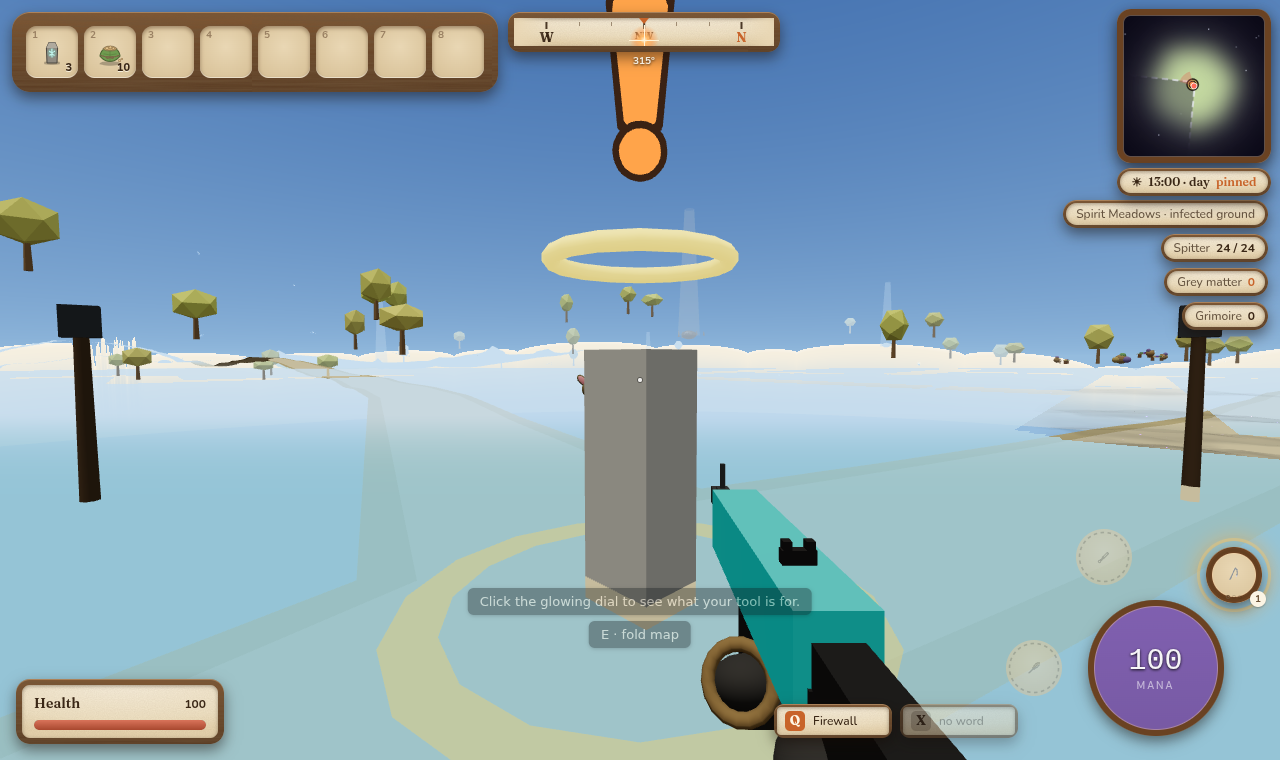 1 2 3 4 5 6 7 8
3 10
W NW N
315°
13:00 · day pinned
Spirit Meadows · infected ground
Spitter 24 / 24
Grey matter 0
Grimoire 0
Click the glowing dial to see what your tool is for.
E · fold map
1
100
MANA
Health 100
Q Firewall
X no word